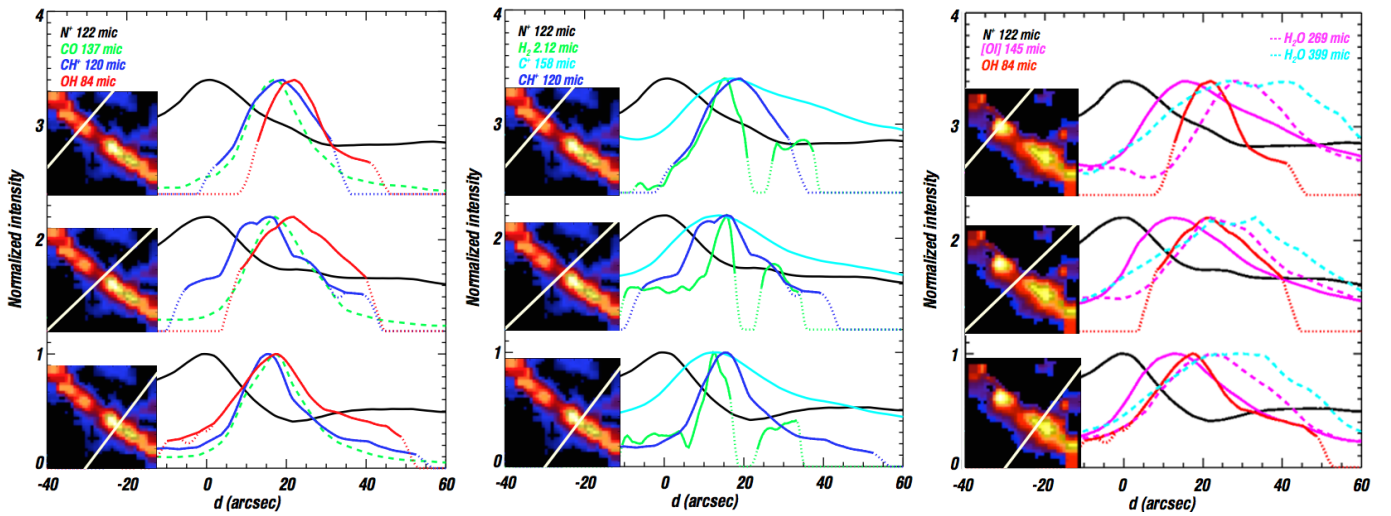 N⁺ 122 mic
CO 137 mic
CH⁺ 120 mic
OH 84 mic
Normalized intensity
4
3
2
1
0
-40 -20 0 20 40 60
d (arcsec)
N⁺ 122 mic
H₂ 2.12 mic
C⁺ 158 mic
CH⁺ 120 mic
Normalized intensity
4
3
2
1
0
-40 -20 0 20 40 60
d (arcsec)
N⁺ 122 mic
[OI] 145 mic
OH 84 mic
H₂O 269 mic
H₂O 399 mic
Normalized intensity
4
3
2
1
0
-40 -20 0 20 40 60
d (arcsec)